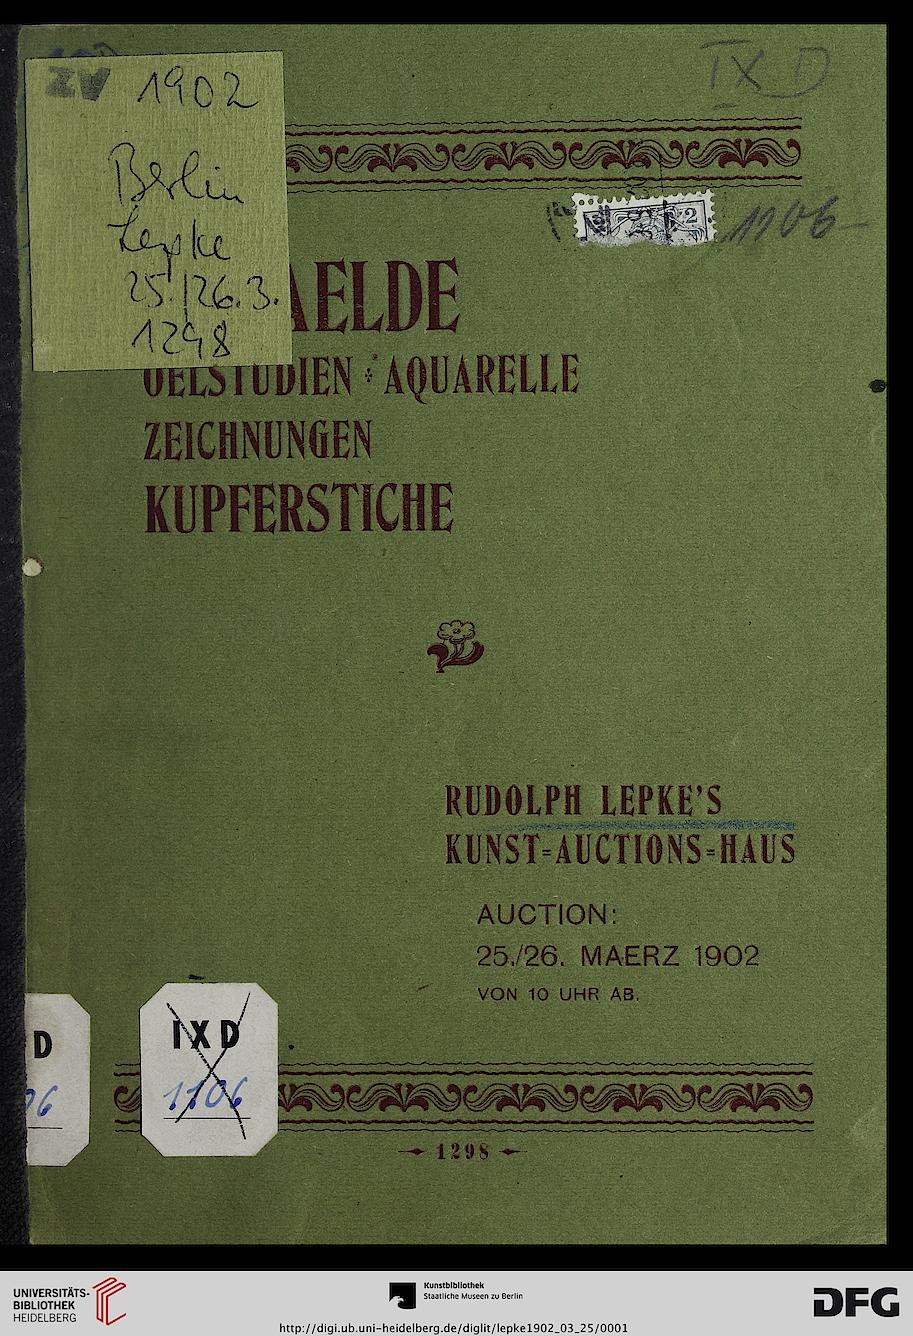 ZV 1902
IX D
Berlin
Lepke
25./26.3.
1298
1106
AELDE
OELSTUDIEN AQUARELLE
ZEICHNUNGEN
KUPFERSTICHE
RUDOLPH LEPKE'S
KUNST=AUCTIONS=HAUS
AUCTION:
25./26. MAERZ 1902
VON 10 UHR AB.
D
06
IXD
1106
1298
UNIVERSITÄTS-
BIBLIOTHEK
HEIDELBERG
Kunstbibliothek
Staatliche Museen zu Berlin
DFG
http://digi.ub.uni-heidelberg.de/diglit/lepke1902_03_25/0001